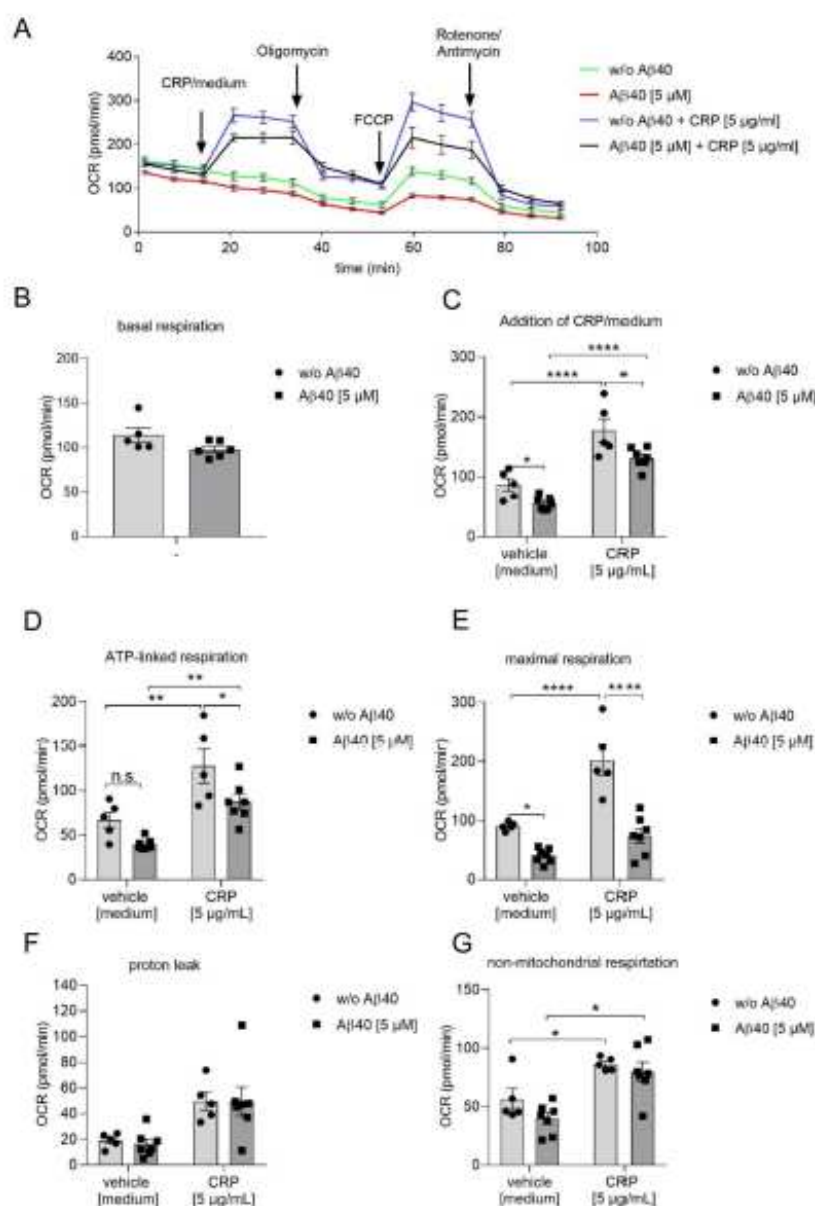 A
Oligomycin
Rotenone/
Antimycin
CRP/medium
FCCP
w/o Aβ40
Aβ40 [5 µM]
w/o Aβ40 + CRP [5 µg/ml]
Aβ40 [5 µM] + CRP [5 µg/ml]
OCR (pmol/min)
400
300
200
100
0
0 20 40 60 80 100
time (min)
B
basal respiration
w/o Aβ40
Aβ40 [5 µM]
OCR (pmol/min)
200
150
100
50
0
-
C
Addition of CRP/medium
w/o Aβ40
Aβ40 [5 µM]
****
**** *
*
OCR (pmol/min)
300
200
100
0
vehicle CRP
[medium] [5 µg/mL]
D
ATP-linked respiration
w/o Aβ40
Aβ40 [5 µM]
**
** *
n.s.
OCR (pmol/min)
200
150
100
50
0
vehicle CRP
[medium] [5 µg/mL]
E
maximal respiration
w/o Aβ40
Aβ40 [5 µM]
**** ****
*
OCR (pmol/min)
300
200
100
0
vehicle CRP
[medium] [5 µg/mL]
F
proton leak
w/o Aβ40
Aβ40 [5 µM]
OCR (pmol/min)
140
120
100
80
60
40
20
0
vehicle CRP
[medium] [5 µg/mL]
G
non-mitochondrial respirtation
w/o Aβ40
Aβ40 [5 µM]
*
*
OCR (pmol/min)
150
100
50
0
vehicle CRP
[medium] [5 µg/mL]